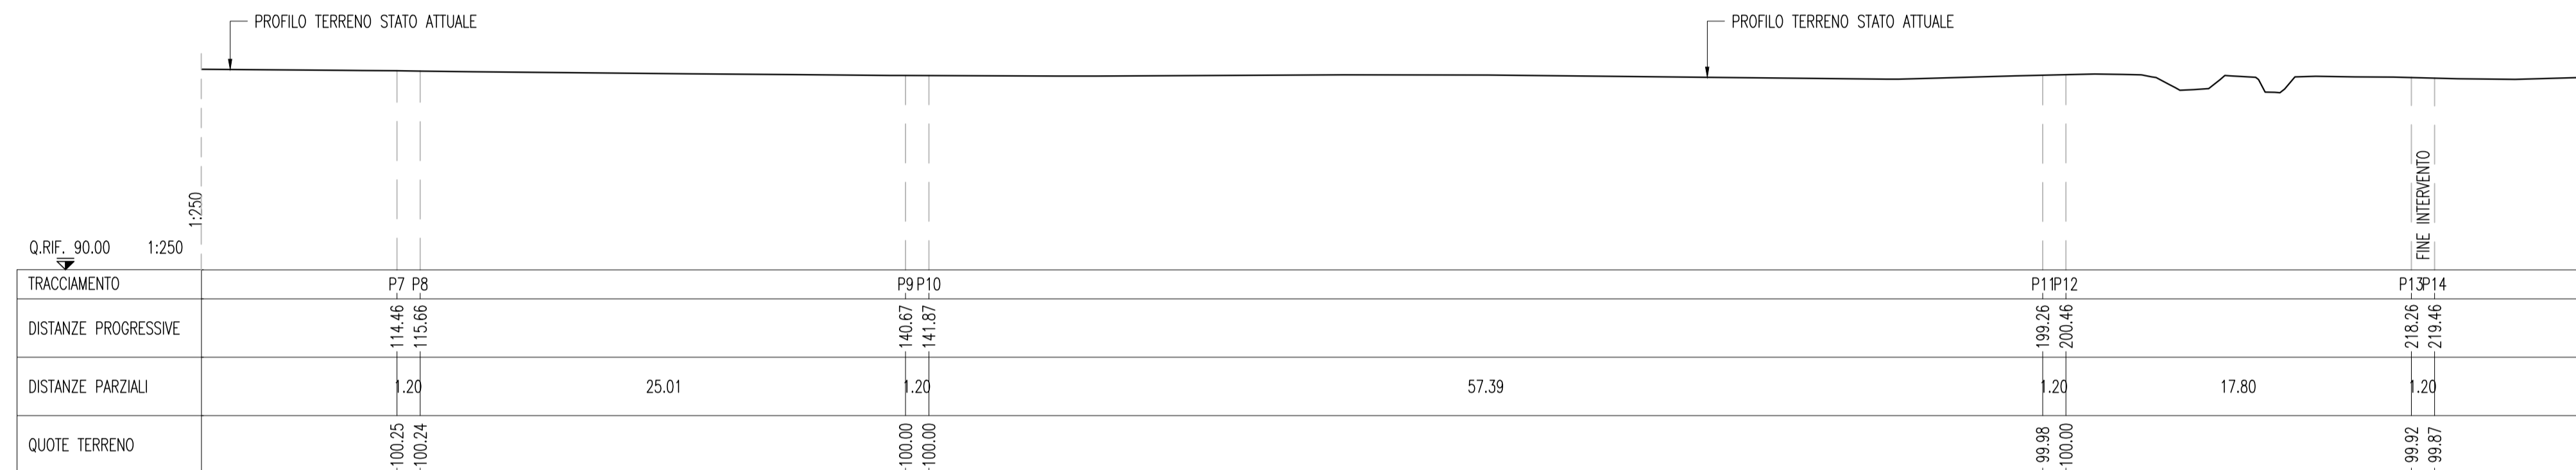 PROFILO TERRENO STATO ATTUALE
PROFILO TERRENO STATO ATTUALE
1:250
FINE INTERVENTO
Q.RIF. 90.00 1:250
TRACCIAMENTO P7 P8 P9 P10 P11 P12 P13 P14
DISTANZE PROGRESSIVE 114.46 115.66 140.67 141.87 199.26 200.46 218.26 219.46
DISTANZE PARZIALI 1.20 25.01 1.20 57.39 1.20 17.80 1.20
QUOTE TERRENO 100.25 100.24 100.00 100.00 99.98 100.00 99.92 99.87